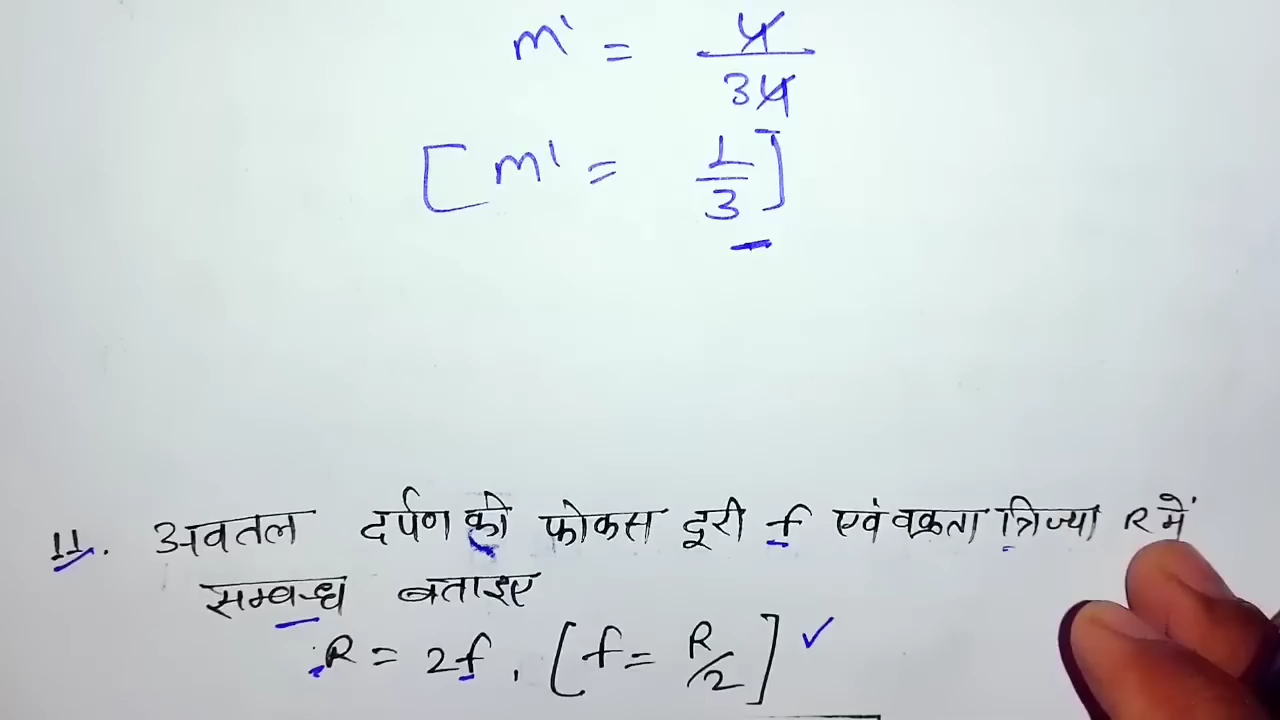 m' = 4/34
[m' = 1/3]
11. अवतल दर्पण की फोकस दूरी f एवं वक्रता त्रिज्या R में
सम्बन्ध बताइए
R = 2f, [f = R/2] ✓